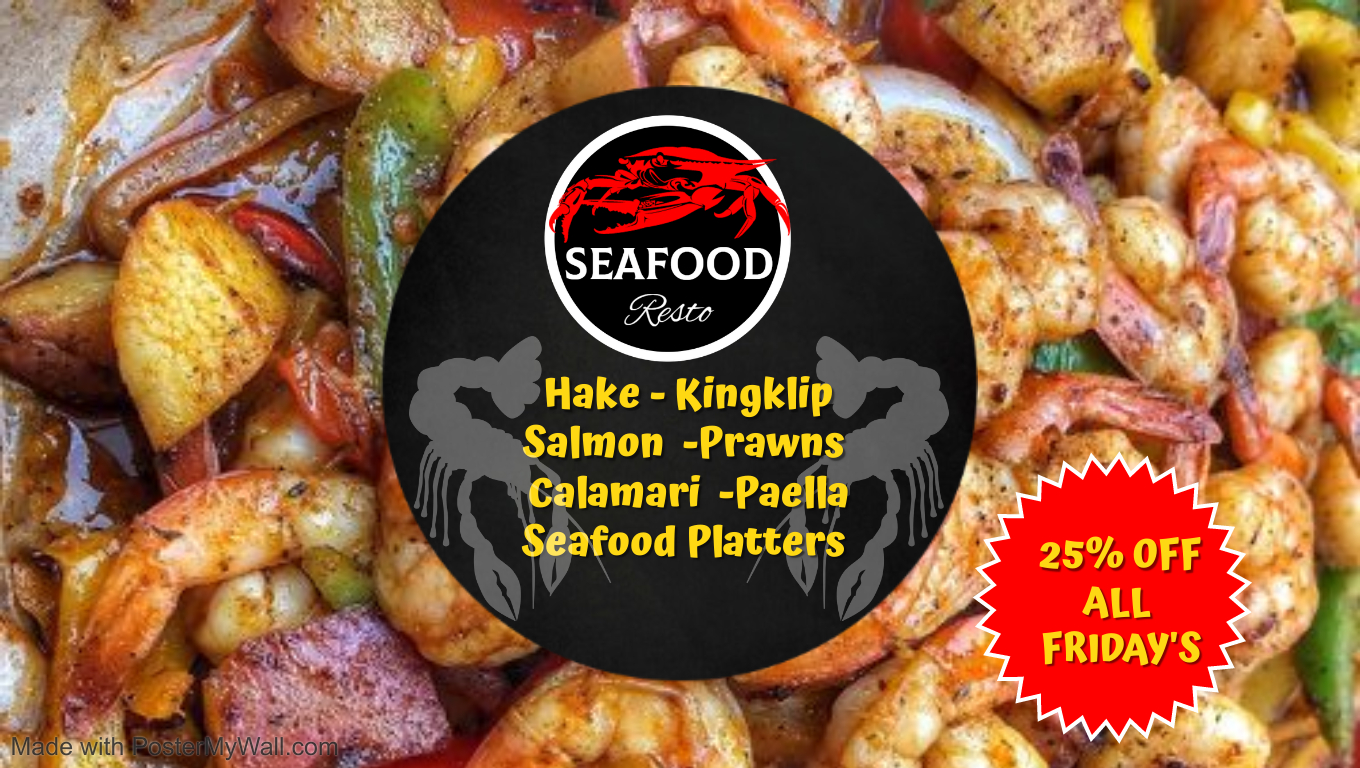 SEAFOOD
Resto
Hake - Kingklip
Salmon -Prawns
Calamari -Paella
Seafood Platters
25% OFF
ALL
FRIDAY'S
Made with PosterMyWall.com